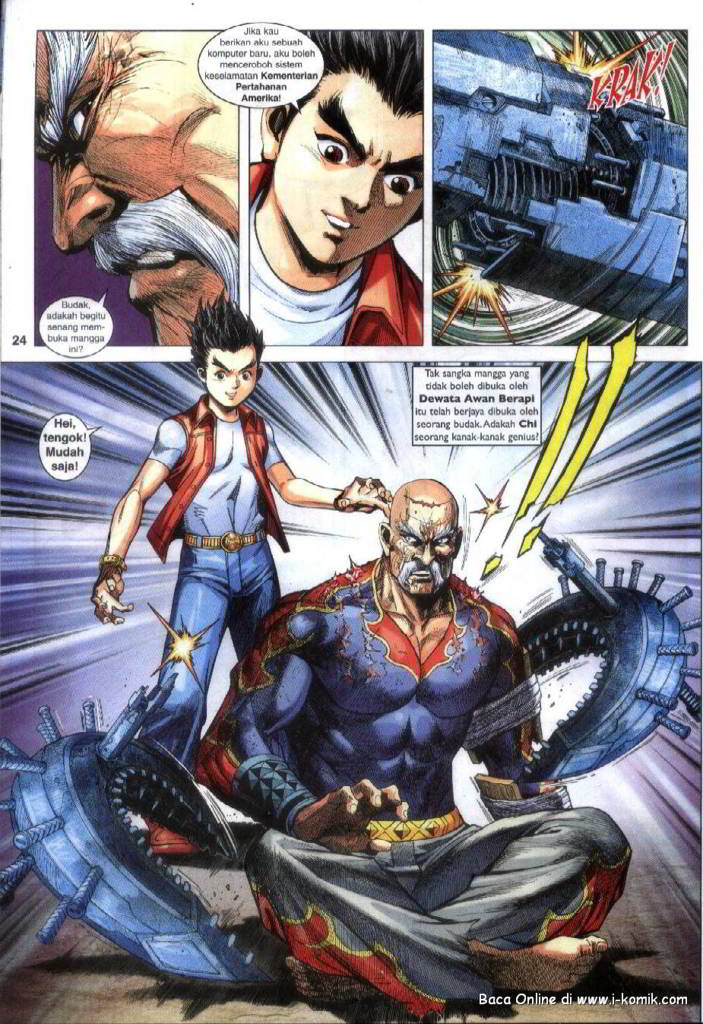 Jika kau
berikan aku sebuah
komputer baru, aku boleh
menceroboh sistem
keselamatan Kementerian
Pertahanan
Amerika!
Budak,
adakah begitu
senang mem-
buka mangga
ini?
KRAK!
24
Hei,
tengok!
Mudah
saja!
Tak sangka mangga yang
tidak boleh dibuka oleh
Dewata Awan Berapi
itu telah berjaya dibuka oleh
seorang budak. Adakah Chi
seorang kanak-kanak genius?
Baca Online di www.i-komik.com